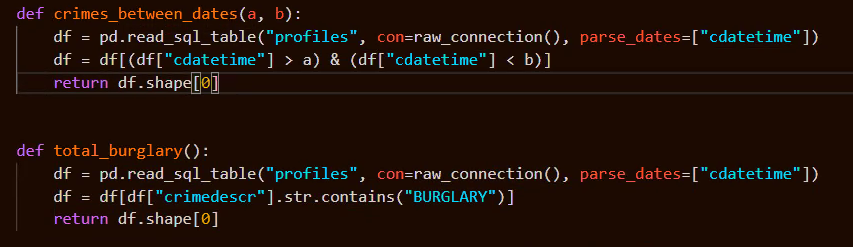 def crimes_between_dates(a, b):
    df = pd.read_sql_table("profiles", con=raw_connection(), parse_dates=["cdatetime"])
    df = df[(df["cdatetime"] > a) & (df["cdatetime"] < b)]
    return df.shape[0]
def total_burglary():
    df = pd.read_sql_table("profiles", con=raw_connection(), parse_dates=["cdatetime"])
    df = df[df["crimedescr"].str.contains("BURGLARY")]
    return df.shape[0]